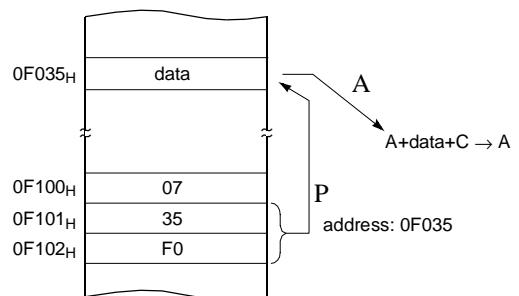 0F035H data
A
A+data+C → A
0F100H 07
P
0F101H 35
address: 0F035
0F102H F0